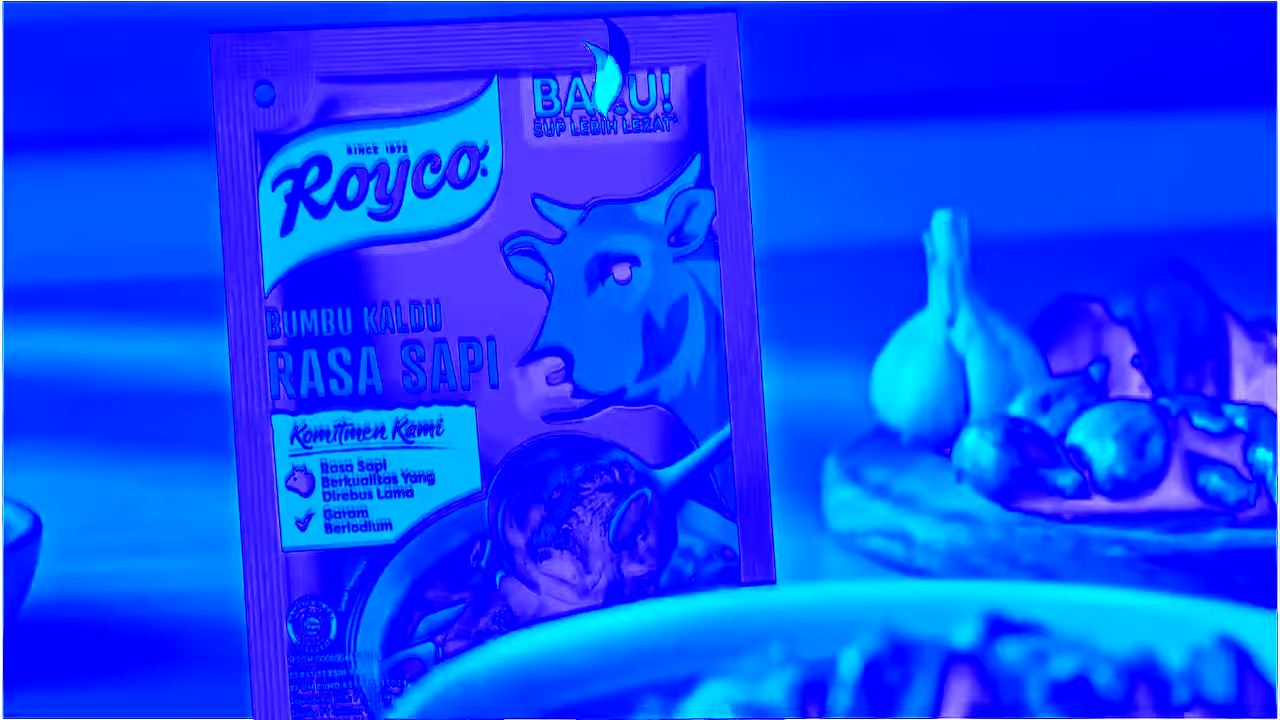 BARU!
SUP LEBIH LEZAT*
SINCE 1972
Royco
BUMBU KALDU
RASA SAPI
Komitmen Kami
Rasa Sapi
Berkualitas Yang
Direbus Lama
Garam
Beriodium